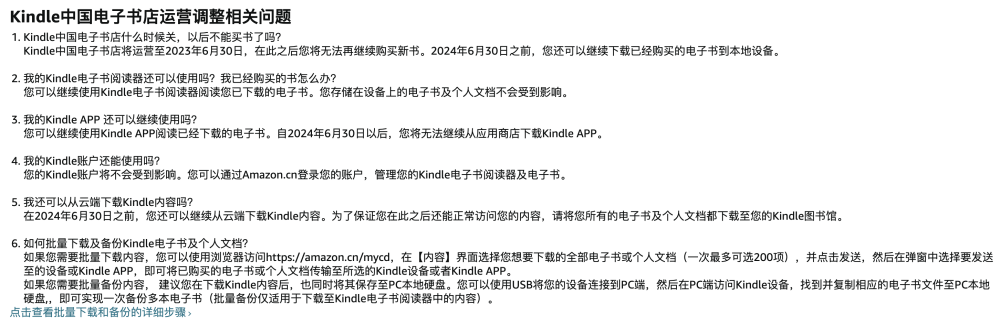 Kindle中国电子书店运营调整相关问题
1. Kindle中国电子书店什么时候关，以后不能买书了吗？
Kindle中国电子书店将运营至2023年6月30日，在此之后您将无法再继续购买新书。2024年6月30日之前，您还可以继续下载已经购买的电子书到本地设备。
2. 我的Kindle电子书阅读器还可以使用吗？我已经购买的书怎么办？
您可以继续使用Kindle电子书阅读器阅读您已下载的电子书。您存储在设备上的电子书及个人文档不会受到影响。
3. 我的Kindle APP 还可以继续使用吗？
您可以继续使用Kindle APP阅读已经下载的电子书。自2024年6月30日以后，您将无法继续从应用商店下载Kindle APP。
4. 我的Kindle账户还能使用吗？
您的Kindle账户将不会受到影响。您可以通过Amazon.cn登录您的账户，管理您的Kindle电子书阅读器及电子书。
5. 我还可以从云端下载Kindle内容吗？
在2024年6月30日之前，您还可以继续从云端下载Kindle内容。为了保证您在此之后还能正常访问您的内容，请将您所有的电子书及个人文档都下载至您的Kindle图书馆。
6. 如何批量下载及备份Kindle电子书及个人文档？
如果您需要批量下载内容，您可以使用浏览器访问https://amazon.cn/mycd，在【内容】界面选择您想要下载的全部电子书或个人文档（一次最多可选200项），并点击发送，然后在弹窗中选择要发送
至的设备或Kindle APP，即可将已购买的电子书或个人文档传输至所选的Kindle设备或者Kindle APP。
如果您需要批量备份内容， 建议您在下载Kindle内容后，也同时将其保存至PC本地硬盘。您可以使用USB将您的设备连接到PC端，然后在PC端访问Kindle设备，找到并复制相应的电子书文件至PC本地
硬盘,，即可实现一次备份多本电子书（批量备份仅适用于下载至Kindle电子书阅读器中的内容）。
点击查看批量下载和备份的详细步骤 ›